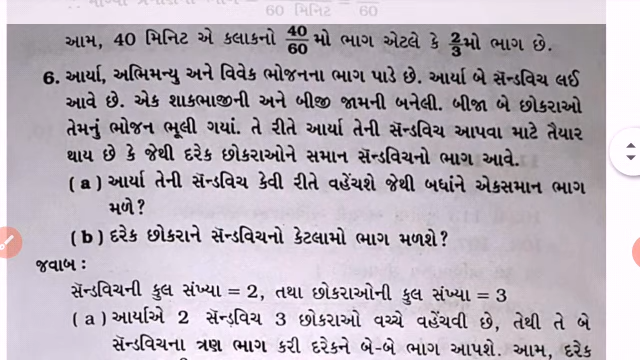 60 મિનિટ 60
આમ, 40 મિનિટ એ કલાકનો 40/60 મો ભાગ એટલે કે 2/3 મો ભાગ છે.
6. આર્યા, અભિમન્યુ અને વિવેક ભોજનના ભાગ પાડે છે. આર્યા બે સૅન્ડવિચ લઈ
આવે છે. એક શાકભાજીની અને બીજી જામની બનેલી. બીજા બે છોકરાઓ
તેમનું ભોજન ભૂલી ગયાં. તે રીતે આર્યા તેની સૅન્ડવિચ આપવા માટે તૈયાર
થાય છે કે જેથી દરેક છોકરાઓને સમાન સૅન્ડવિચનો ભાગ આવે.
(a) આર્યા તેની સૅન્ડવિચ કેવી રીતે વહેંચશે જેથી બધાંને એકસમાન ભાગ
મળે?
(b) દરેક છોકરાને સૅન્ડવિચનો કેટલામો ભાગ મળશે?
જવાબ :
સૅન્ડવિચની કુલ સંખ્યા = 2, તથા છોકરાઓની કુલ સંખ્યા = 3
(a) આર્યાએ 2 સૅન્ડવિચ 3 છોકરાઓ વચ્ચે વહેંચવી છે, તેથી તે બે
સૅન્ડવિચના ત્રણ ભાગ કરી દરેકને બે-બે ભાગ આપશે. આમ, દરેક